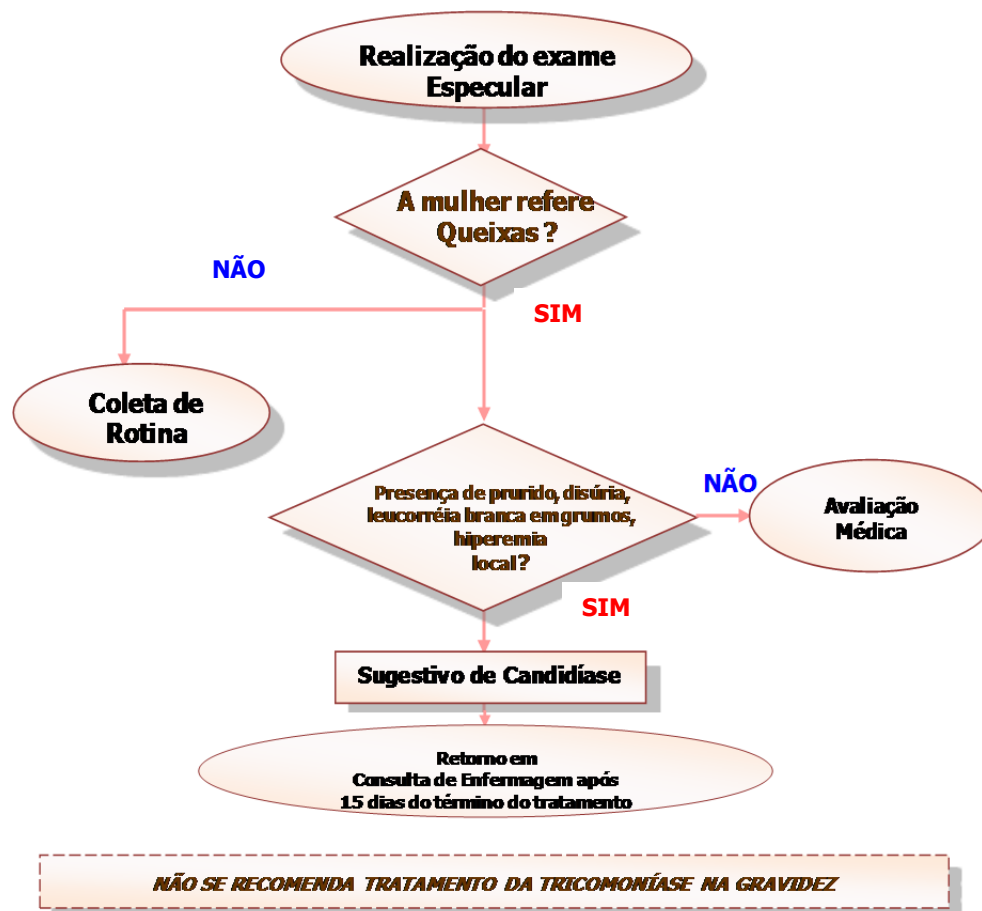 Realização do exame
Especular
A mulher refere
Queixas ?
NÃO
SIM
Coleta de
Rotina
Presença de prurido, disúria,
leucorréia branca em grumos,
hiperemia
local?
NÃO
Avaliação
Médica
SIM
Sugestivo de Candidíase
Retorno em
Consulta de Enfermagem após
15 dias do término do tratamento
NÃO SE RECOMENDA TRATAMENTO DA TRICOMONÍASE NA GRAVIDEZ